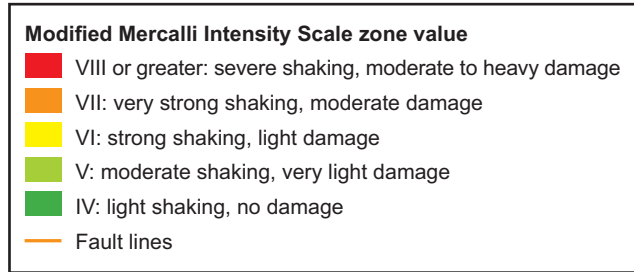 Modified Mercalli Intensity Scale zone value
VIII or greater: severe shaking, moderate to heavy damage
VII: very strong shaking, moderate damage
VI: strong shaking, light damage
V: moderate shaking, very light damage
IV: light shaking, no damage
Fault lines